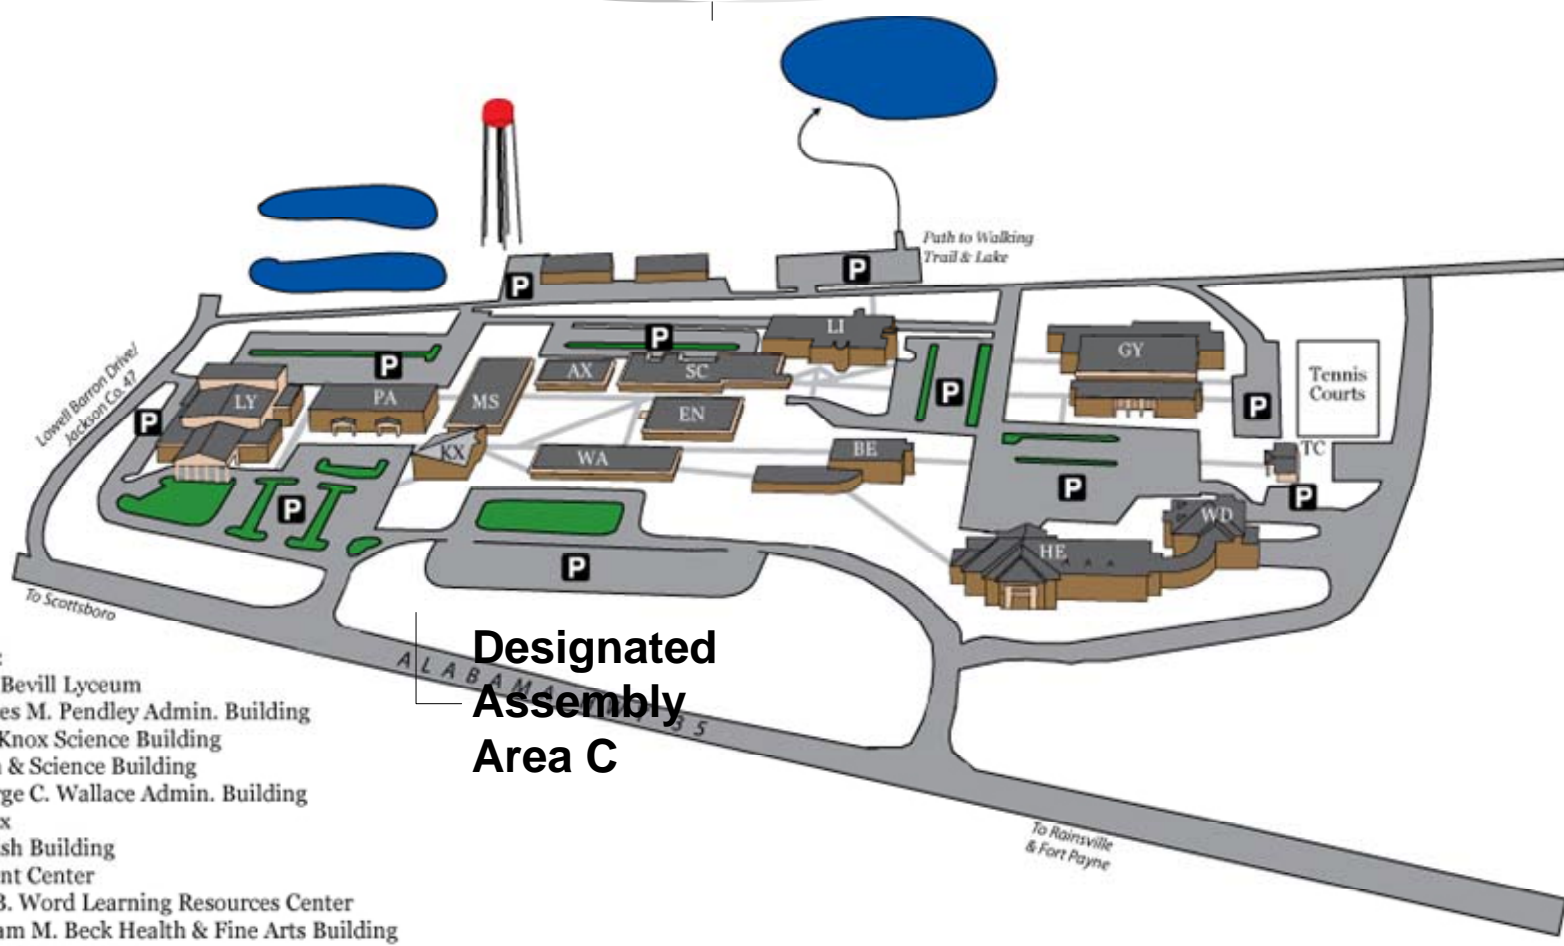 Path to Walking
Trail & Lake
P
P
P
P
LI
GY
Lowell Barron Drive/
Jackson Co. 47
P
AX
SC
P
Tennis
Courts
P
P
LY
PA
MS
EN
KX
WA
BE
TC
P
P
P
WD
HE
P
To Scottsboro
ALABAMA HWY 35
Designated
Assembly
Area C
Bevill Lyceum
es M. Pendley Admin. Building
Knox Science Building
& Science Building
ge C. Wallace Admin. Building
x
sh Building
nt Center
B. Word Learning Resources Center
am M. Beck Health & Fine Arts Building
To Rainsville
& Fort Payne